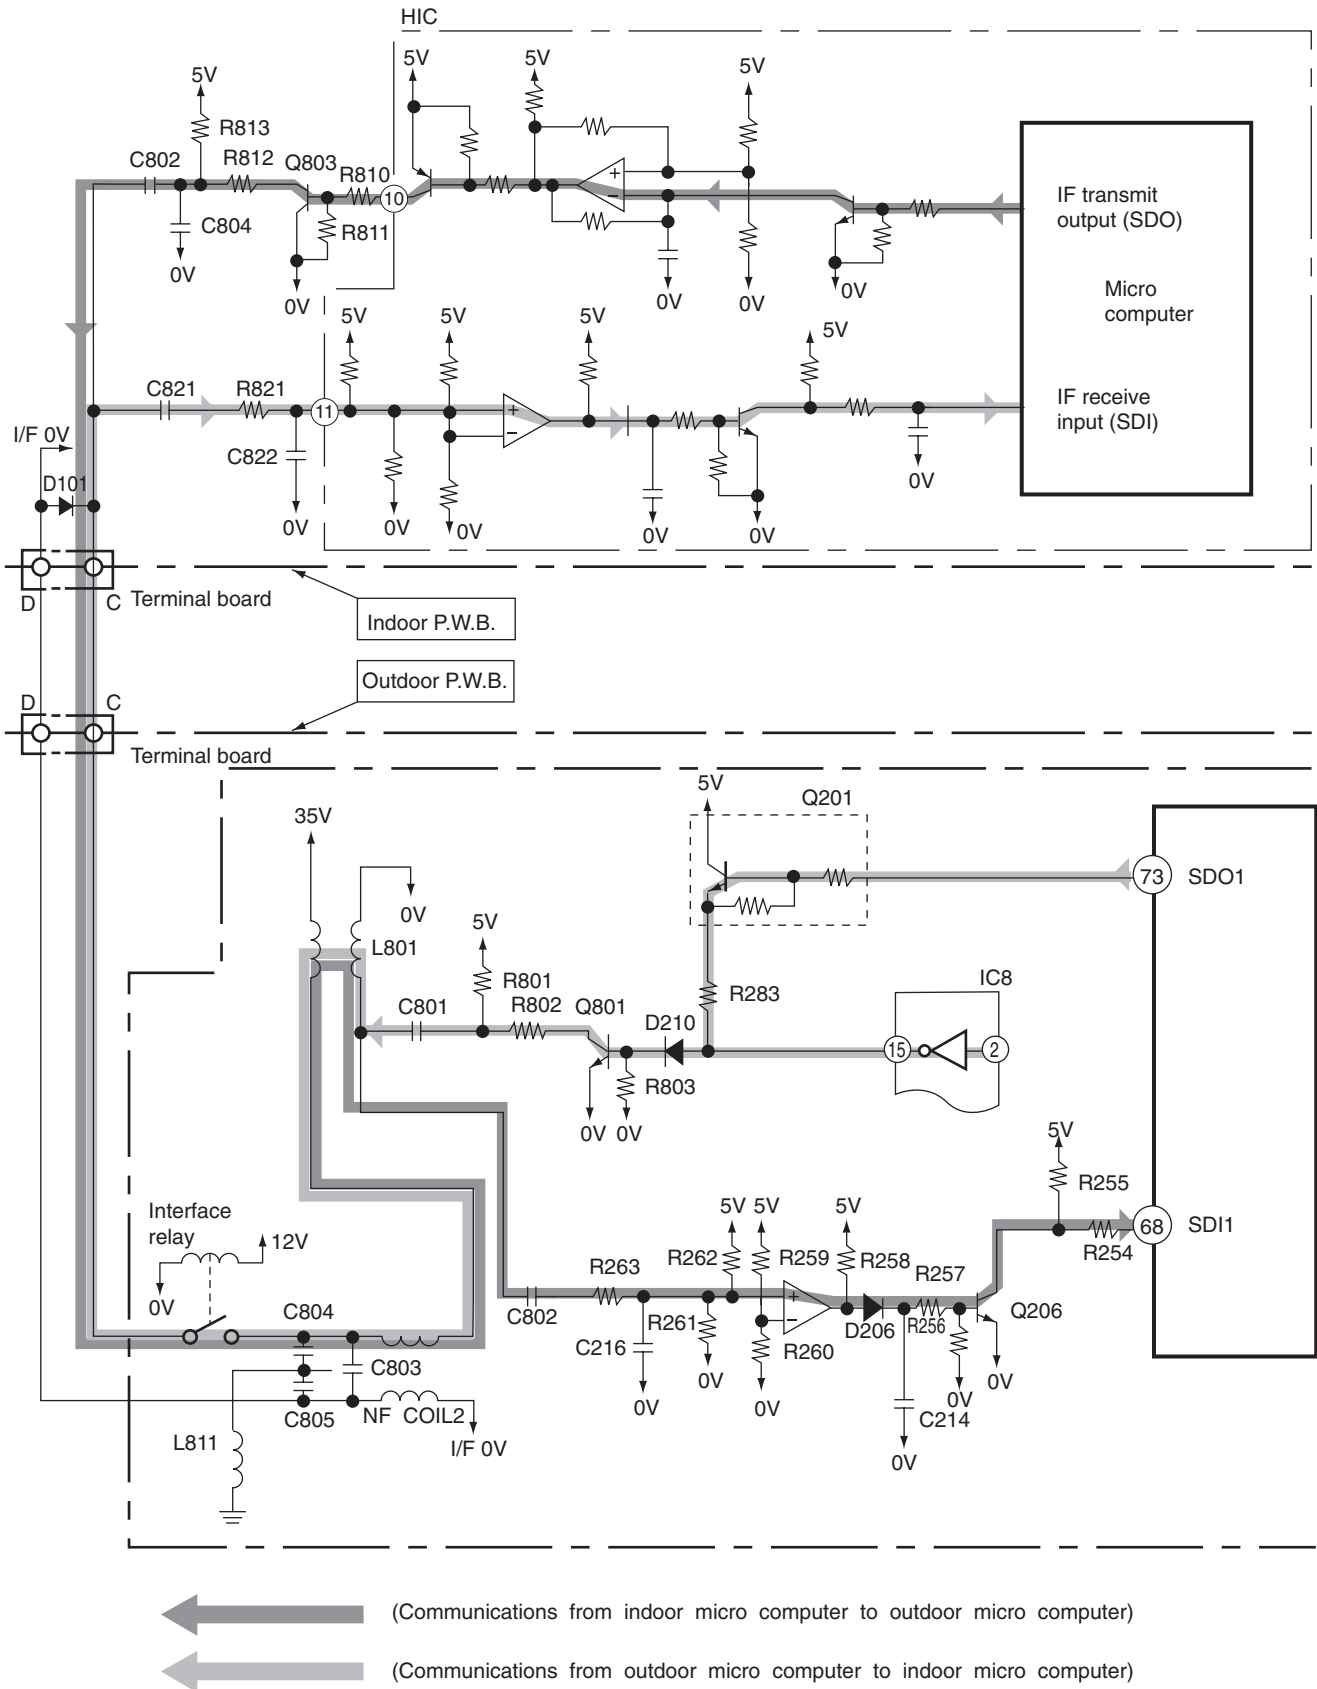 HIC
5V
5V
5V
5V
R813
C802
R812
Q803
R810
10
C804
R811
0V
0V
0V
0V
0V
IF transmit
output (SDO)
Micro
computer
5V
5V
5V
5V
C821
R821
11
IF receive
input (SDI)
I/F 0V
C822
D101
0V
0V
0V
0V
0V
0V
D
C
Terminal board
Indoor P.W.B.
Outdoor P.W.B.
D
C
Terminal board
5V
Q201
35V
73
SDO1
0V
5V
L801
R283
IC8
R801
C801
R802
Q801
D210
15
2
R803
0V
0V
5V
R255
68
SDI1
R254
Interface
relay
12V
0V
5V
5V
5V
R263
R262
R259
R258
R257
C804
C802
R261
D206
R256
Q206
C216
R260
C803
0V
0V
0V
0V
0V
C214
C805
NF COIL2
L811
I/F 0V
0V
(Communications from indoor micro computer to outdoor micro computer)
(Communications from outdoor micro computer to indoor micro computer)